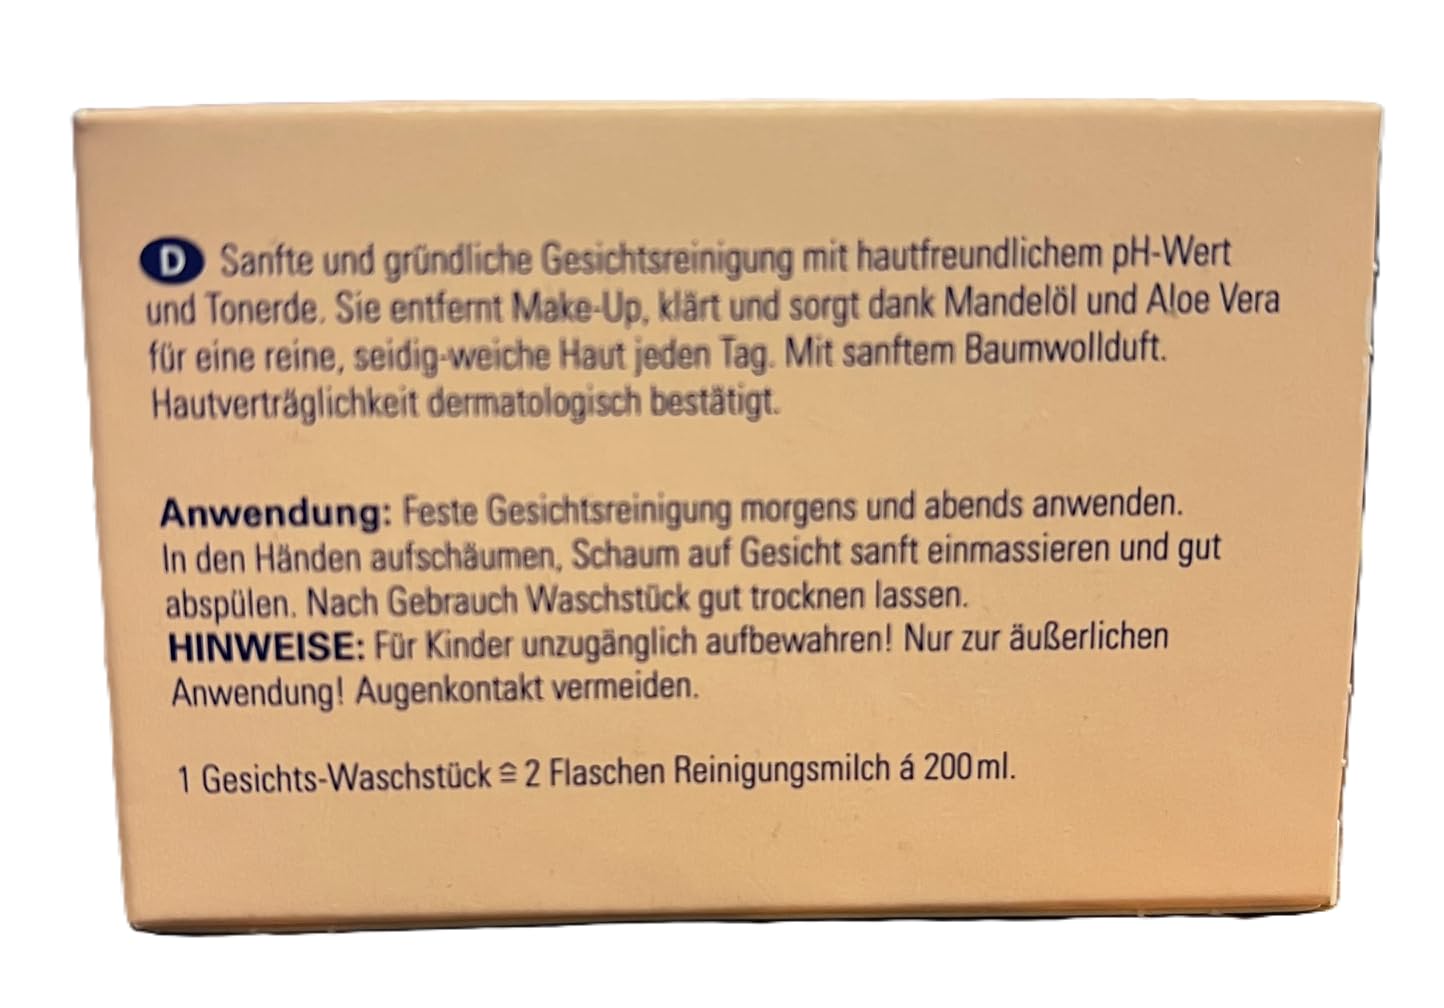 D Sanfte und gründliche Gesichtsreinigung mit hautfreundlichem pH-Wert
und Tonerde. Sie entfernt Make-Up, klärt und sorgt dank Mandelöl und Aloe Vera
für eine reine, seidig-weiche Haut jeden Tag. Mit sanftem Baumwollduft.
Hautverträglichkeit dermatologisch bestätigt.
Anwendung: Feste Gesichtsreinigung morgens und abends anwenden.
In den Händen aufschäumen, Schaum auf Gesicht sanft einmassieren und gut
abspülen. Nach Gebrauch Waschstück gut trocknen lassen.
HINWEISE: Für Kinder unzugänglich aufbewahren! Nur zur äußerlichen
Anwendung! Augenkontakt vermeiden.
1 Gesichts-Waschstück ≘ 2 Flaschen Reinigungsmilch á 200 ml.